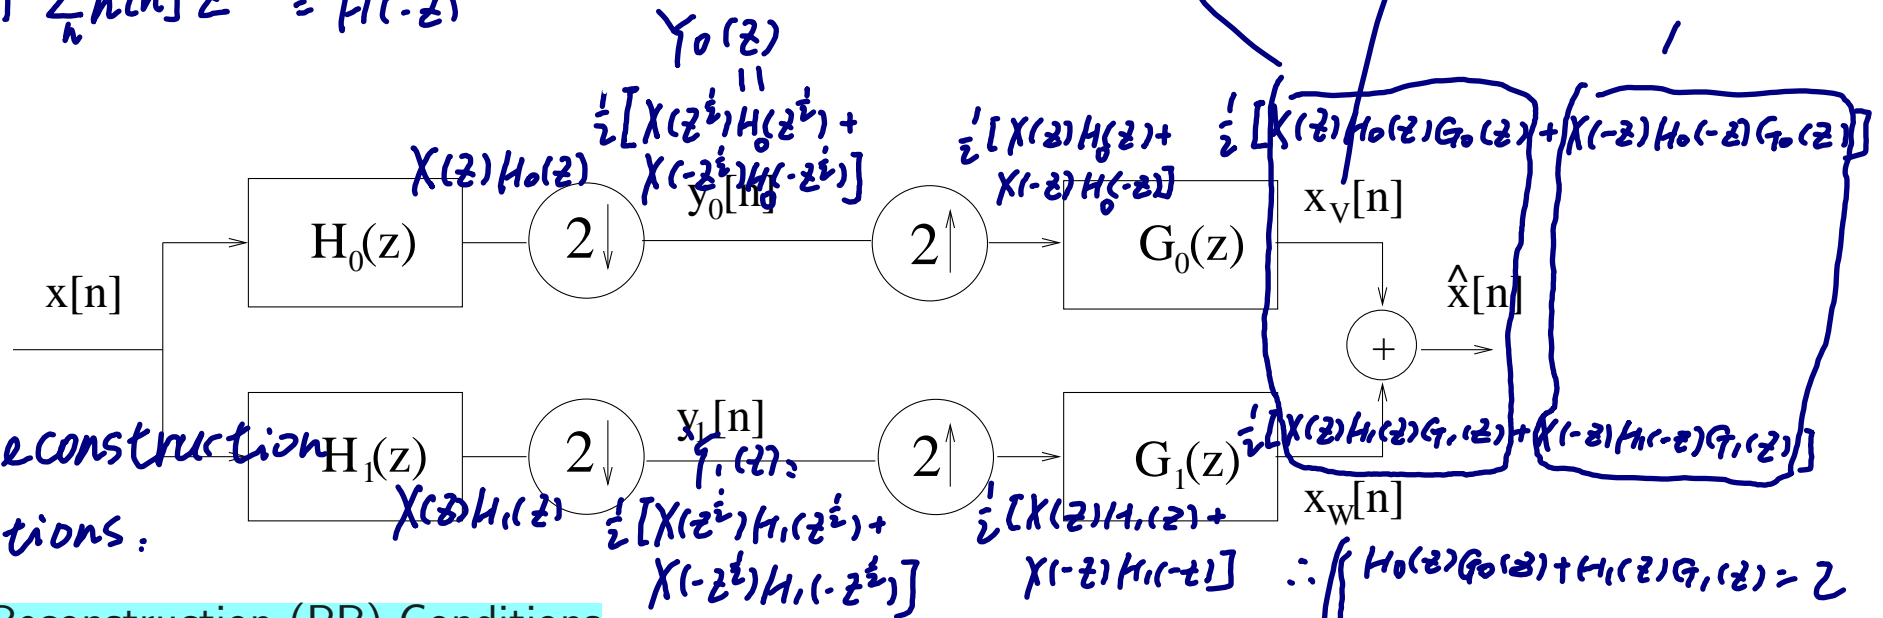 ∑ h[n] z = H(-z)
n
Y₀(z)
=
½[X(z^½)H₀(z^½)+
X(-z^½)H₀(-z^½)]
X(z)H₀(z)
½[X(z)H₀(z)+
X(-z)H₀(-z)]
½[X(z)H₀(z)G₀(z)+X(-z)H₀(-z)G₀(z)]
y₀[n]
x_V[n]
H₀(z)
2↓
2↑
G₀(z)
x[n]
x̂[n]
+
y₁[n]
½[X(z)H₁(z)G₁(z)+X(-z)H₁(-z)G₁(z)]
econstruction
H₁(z)
2↓
Y₁(z)=
2↑
G₁(z)
x_W[n]
X(z)H₁(z)
½[X(z^½)H₁(z^½)+
X(-z^½)H₁(-z^½)]
½[X(z)H₁(z)+
X(-z)H₁(-z)]
tions:
∴ { H₀(z)G₀(z)+H₁(z)G₁(z)=2
Reconstruction (PR) Conditions